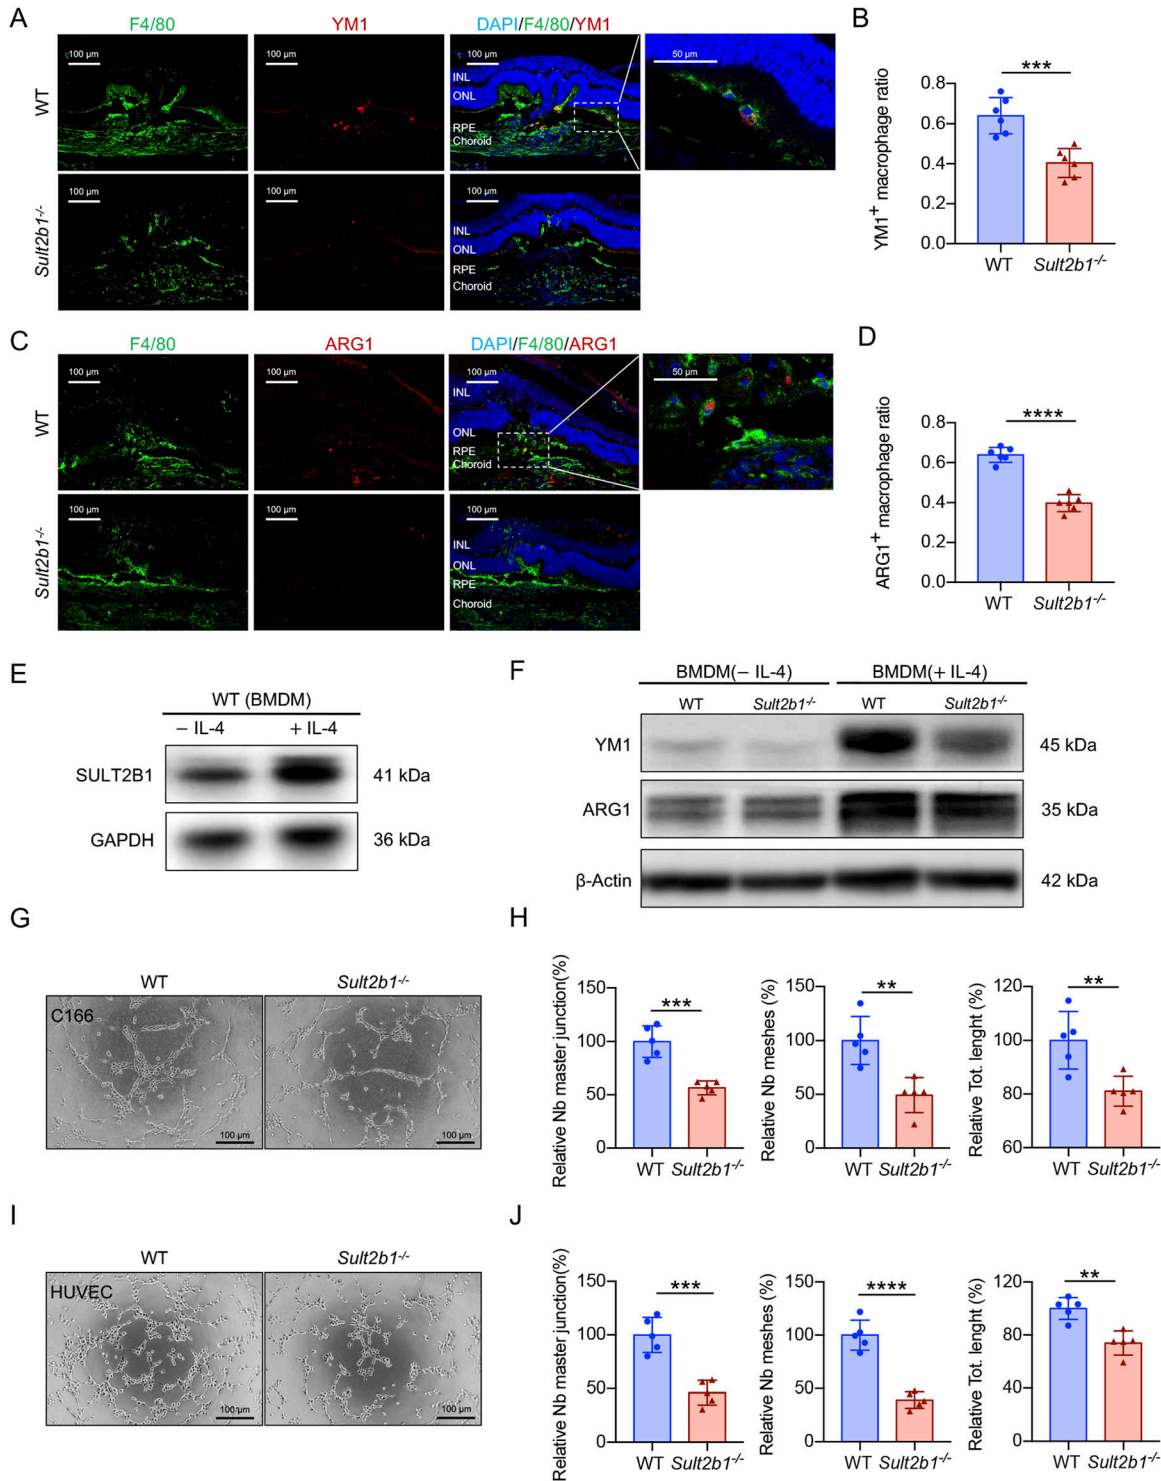 A
F4/80 YM1 DAPI/F4/80/YM1
WT
100 µm
100 µm
100 µm
INL
ONL
RPE
Choroid
50 µm
Sult2b1-/-
100 µm
100 µm
100 µm
INL
ONL
RPE
Choroid
B
***
YM1+ macrophage ratio
0.8
0.6
0.4
0.2
0.0
WT Sult2b1-/-
C
F4/80 ARG1 DAPI/F4/80/ARG1
WT
100 µm
100 µm
100 µm
INL
ONL
RPE
Choroid
50 µm
Sult2b1-/-
100 µm
100 µm
100 µm
INL
ONL
RPE
Choroid
D
****
ARG1+ macrophage ratio
0.8
0.6
0.4
0.2
0.0
WT Sult2b1-/-
E
WT (BMDM)
– IL-4 + IL-4
SULT2B1 41 kDa
GAPDH 36 kDa
F
BMDM(– IL-4) BMDM(+ IL-4)
WT Sult2b1-/- WT Sult2b1-/-
YM1 45 kDa
ARG1 35 kDa
β-Actin 42 kDa
G
WT Sult2b1-/-
C166
100 µm
100 µm
H
Relative Nb master junction(%)
150
100
50
0
***
WT Sult2b1-/-
Relative Nb meshes (%)
150
100
50
0
**
WT Sult2b1-/-
Relative Tot. lenght (%)
120
100
80
60
**
WT Sult2b1-/-
I
WT Sult2b1-/-
HUVEC
100 µm
100 µm
J
Relative Nb master junction(%)
150
100
50
0
***
WT Sult2b1-/-
Relative Nb meshes (%)
150
100
50
0
****
WT Sult2b1-/-
Relative Tot. lenght (%)
120
80
40
0
**
WT Sult2b1-/-